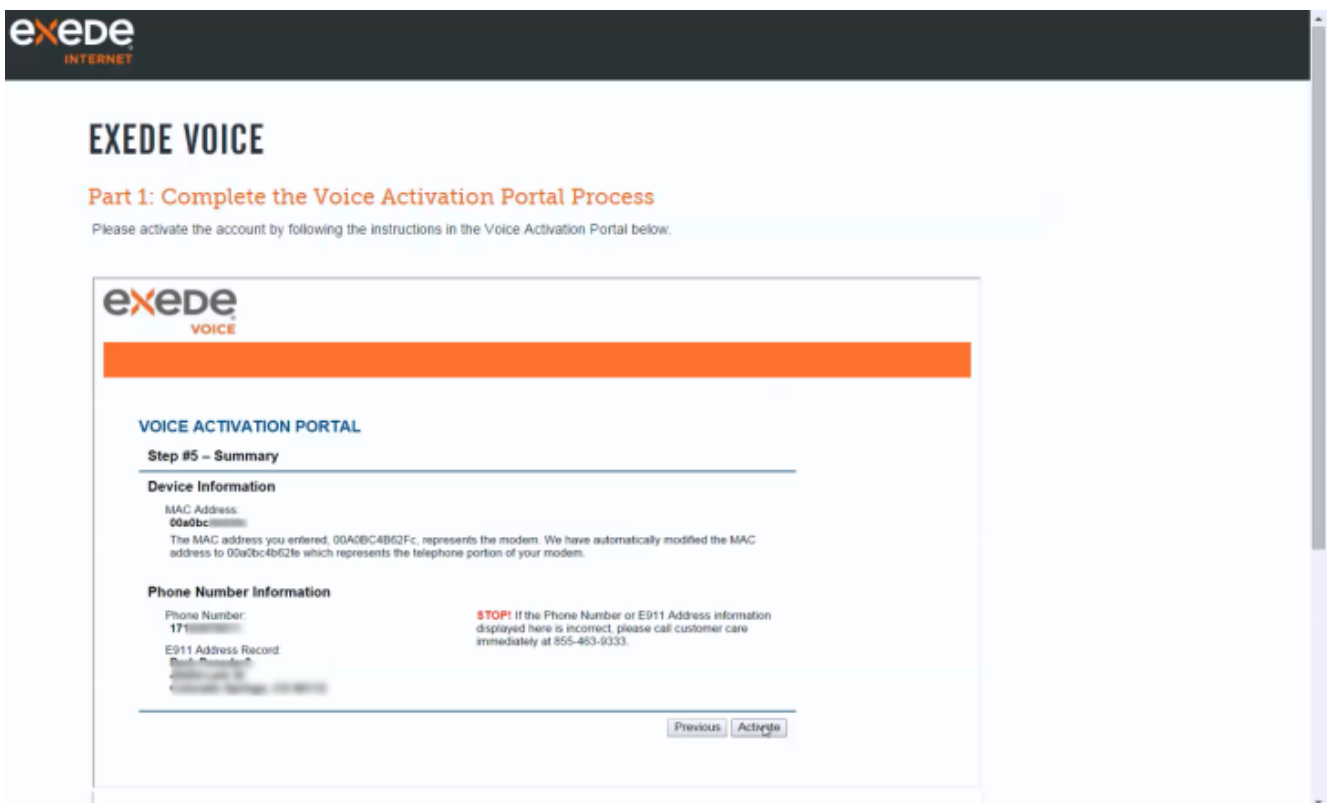 exede
INTERNET
EXEDE VOICE
Part 1: Complete the Voice Activation Portal Process
Please activate the account by following the instructions in the Voice Activation Portal below.
exede
VOICE
VOICE ACTIVATION PORTAL
Step #5 – Summary
Device Information
MAC Address:
00a0bc
The MAC address you entered, 00A0BC4B62Fc, represents the modem. We have automatically modified the MAC
address to 00a0bc4b62fe which represents the telephone portion of your modem.
Phone Number Information
Phone Number:
171
E911 Address Record:
STOP! If the Phone Number or E911 Address information
displayed here is incorrect, please call customer care
immediately at 855-463-9333.
Previous
Activate